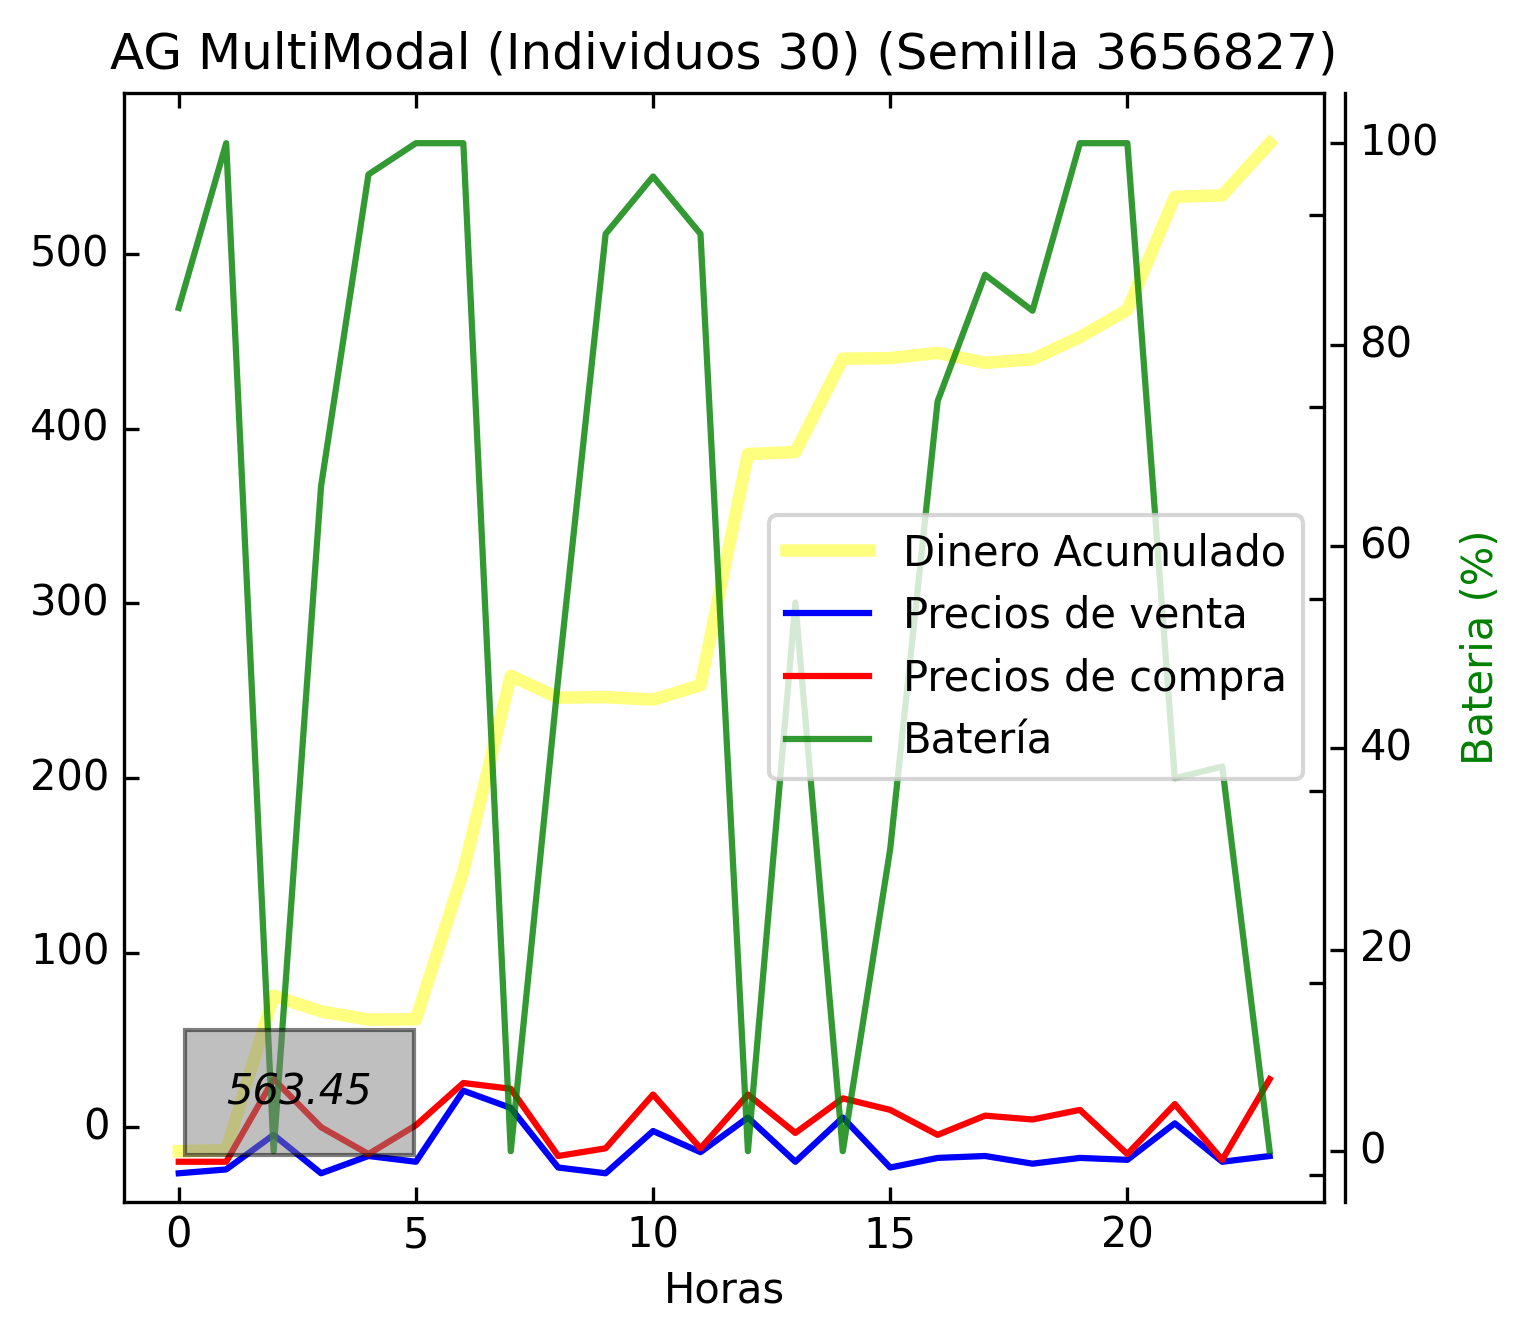 AG MultiModal (Individuos 30) (Semilla 3656827)
500
400
300
200
100
0
100
80
60
40
20
0
Bateria (%)
Dinero Acumulado
Precios de venta
Precios de compra
Batería
563.45
0 5 10 15 20
Horas